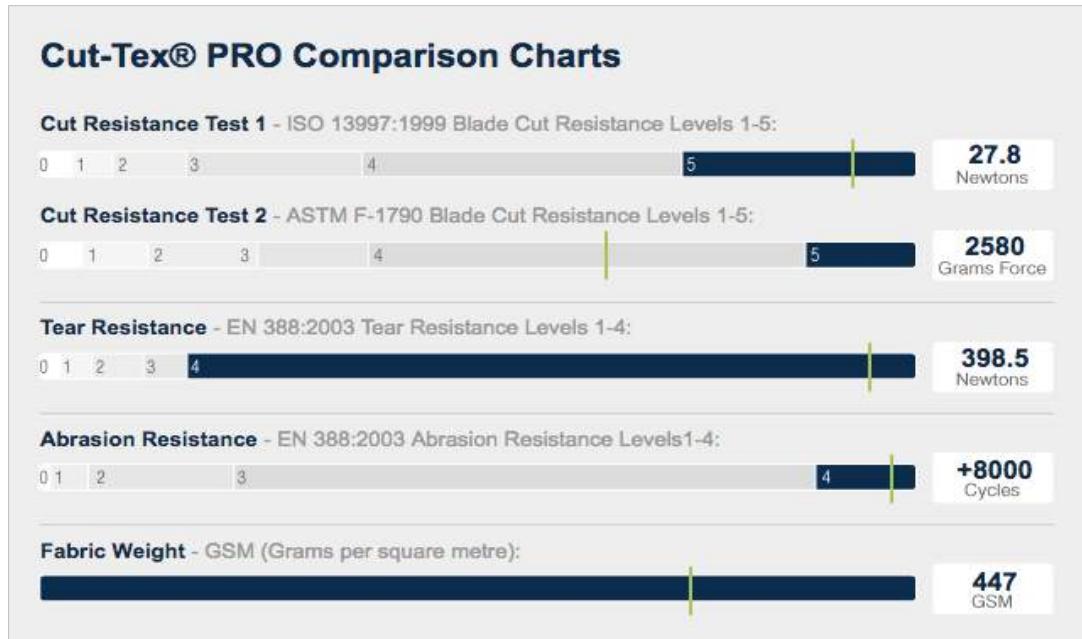 Cut-Tex® PRO Comparison Charts
Cut Resistance Test 1 - ISO 13997:1999 Blade Cut Resistance Levels 1-5:
0 1 2 3 4 5
27.8
Newtons
Cut Resistance Test 2 - ASTM F-1790 Blade Cut Resistance Levels 1-5:
0 1 2 3 4 5
2580
Grams Force
Tear Resistance - EN 388:2003 Tear Resistance Levels 1-4:
0 1 2 3 4
398.5
Newtons
Abrasion Resistance - EN 388:2003 Abrasion Resistance Levels1-4:
0 1 2 3 4
+8000
Cycles
Fabric Weight - GSM (Grams per square metre):
447
GSM